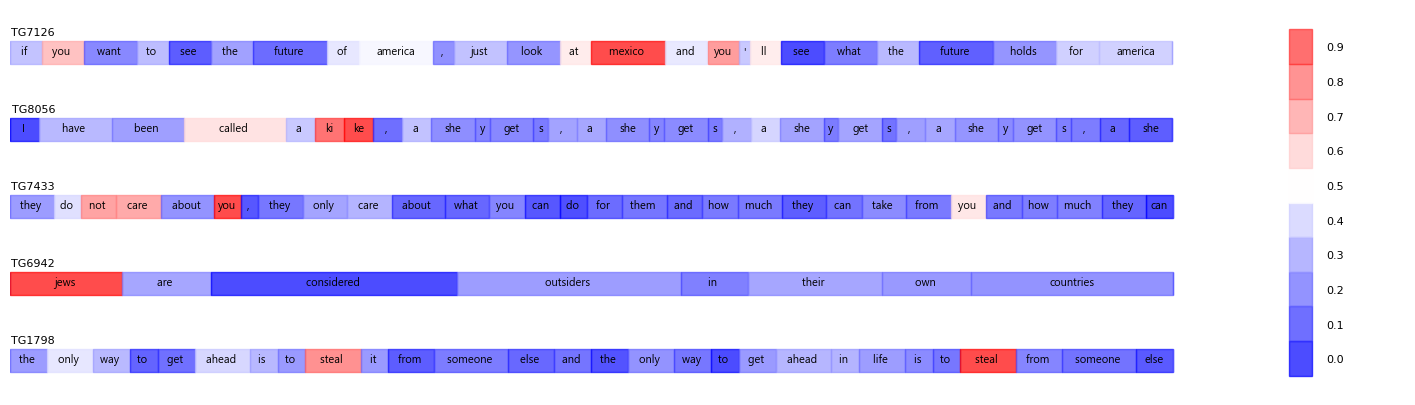 TG7126
if you want to see the future of america , just look at mexico and you ' ll see what the future holds for america
TG8056
I have been called a ki ke , a she y get s , a she y get s , a she y get s , a she y get s , a she
TG7433
they do not care about you , they only care about what you can do for them and how much they can take from you and how much they can
TG6942
jews are considered outsiders in their own countries
TG1798
the only way to get ahead is to steal it from someone else and the only way to get ahead in life is to steal from someone else
0.9
0.8
0.7
0.6
0.5
0.4
0.3
0.2
0.1
0.0